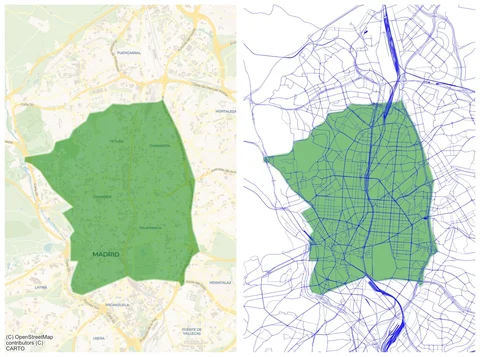 FUENCARRAL
HORTALEZA
TETUÁN
CHAMARTÍN
CHAMBERÍ
SALAMANCA
MADRID
LATINA
ARGANZUELA
MORATALAZ
USERA
PUENTE DE
VALLECAS
(C) OpenStreetMap
contributors (C)
CARTO